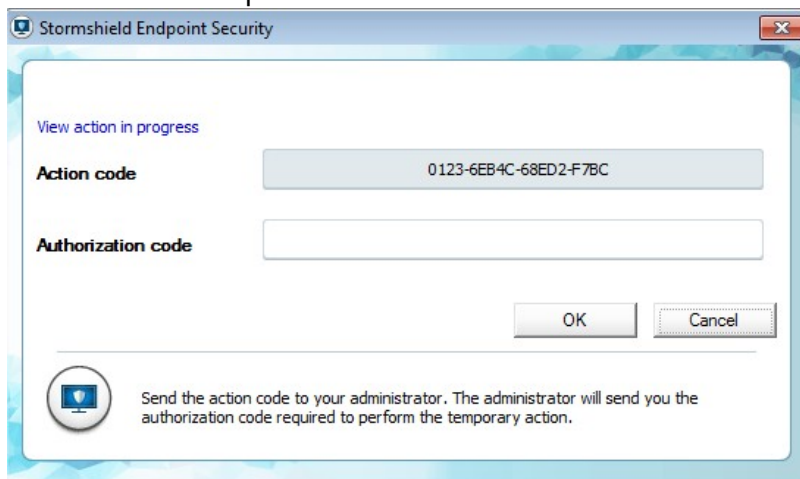 Stormshield Endpoint Security
View action in progress
Action code
0123-6EB4C-68ED2-F7BC
Authorization code
OK
Cancel
Send the action code to your administrator. The administrator will send you the
authorization code required to perform the temporary action.